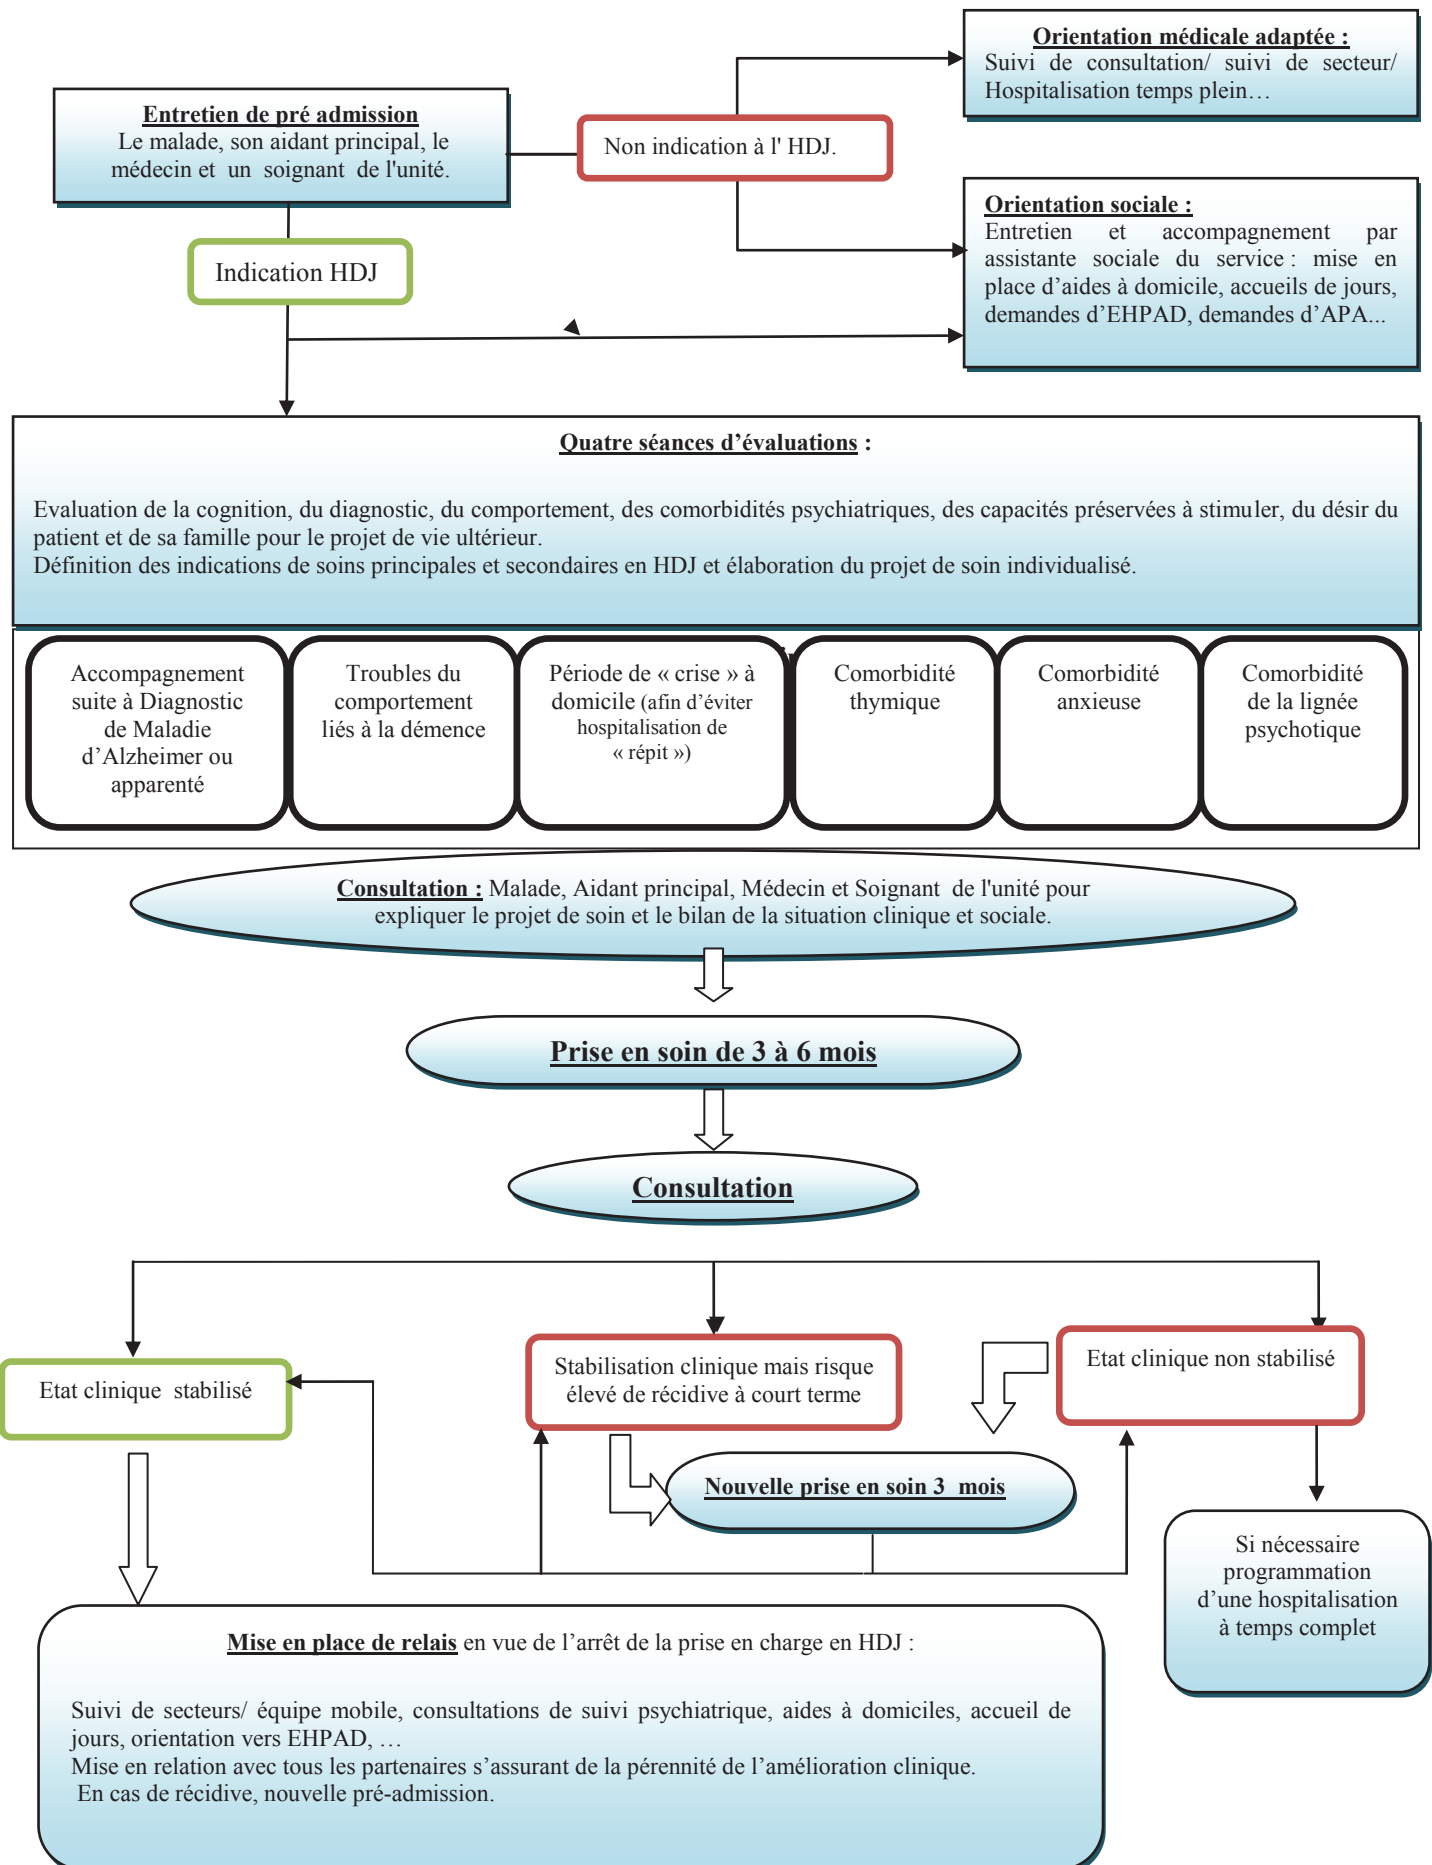 Orientation médicale adaptée :
Suivi de consultation/ suivi de secteur/
Hospitalisation temps plein…
Entretien de pré admission
Le malade, son aidant principal, le
médecin et un soignant de l'unité.
Non indication à l' HDJ.
Orientation sociale :
Entretien et accompagnement par
assistante sociale du service : mise en
place d’aides à domicile, accueils de jours,
demandes d’EHPAD, demandes d’APA...
Indication HDJ
Quatre séances d’évaluations :
Evaluation de la cognition, du diagnostic, du comportement, des comorbidités psychiatriques, des capacités préservées à stimuler, du désir du
patient et de sa famille pour le projet de vie ultérieur.
Définition des indications de soins principales et secondaires en HDJ et élaboration du projet de soin individualisé.
Accompagnement
suite à Diagnostic
de Maladie
d’Alzheimer ou
apparenté
Troubles du
comportement
liés à la démence
Période de « crise » à
domicile (afin d’éviter
hospitalisation de
« répit »)
Comorbidité
thymique
Comorbidité
anxieuse
Comorbidité
de la lignée
psychotique
Consultation : Malade, Aidant principal, Médecin et Soignant de l'unité pour
expliquer le projet de soin et le bilan de la situation clinique et sociale.
Prise en soin de 3 à 6 mois
Consultation
Etat clinique stabilisé
Stabilisation clinique mais risque
élevé de récidive à court terme
Etat clinique non stabilisé
Nouvelle prise en soin 3 mois
Si nécessaire
programmation
d’une hospitalisation
à temps complet
Mise en place de relais en vue de l’arrêt de la prise en charge en HDJ :
Suivi de secteurs/ équipe mobile, consultations de suivi psychiatrique, aides à domiciles, accueil de
jours, orientation vers EHPAD, …
Mise en relation avec tous les partenaires s’assurant de la pérennité de l’amélioration clinique.
En cas de récidive, nouvelle pré-admission.